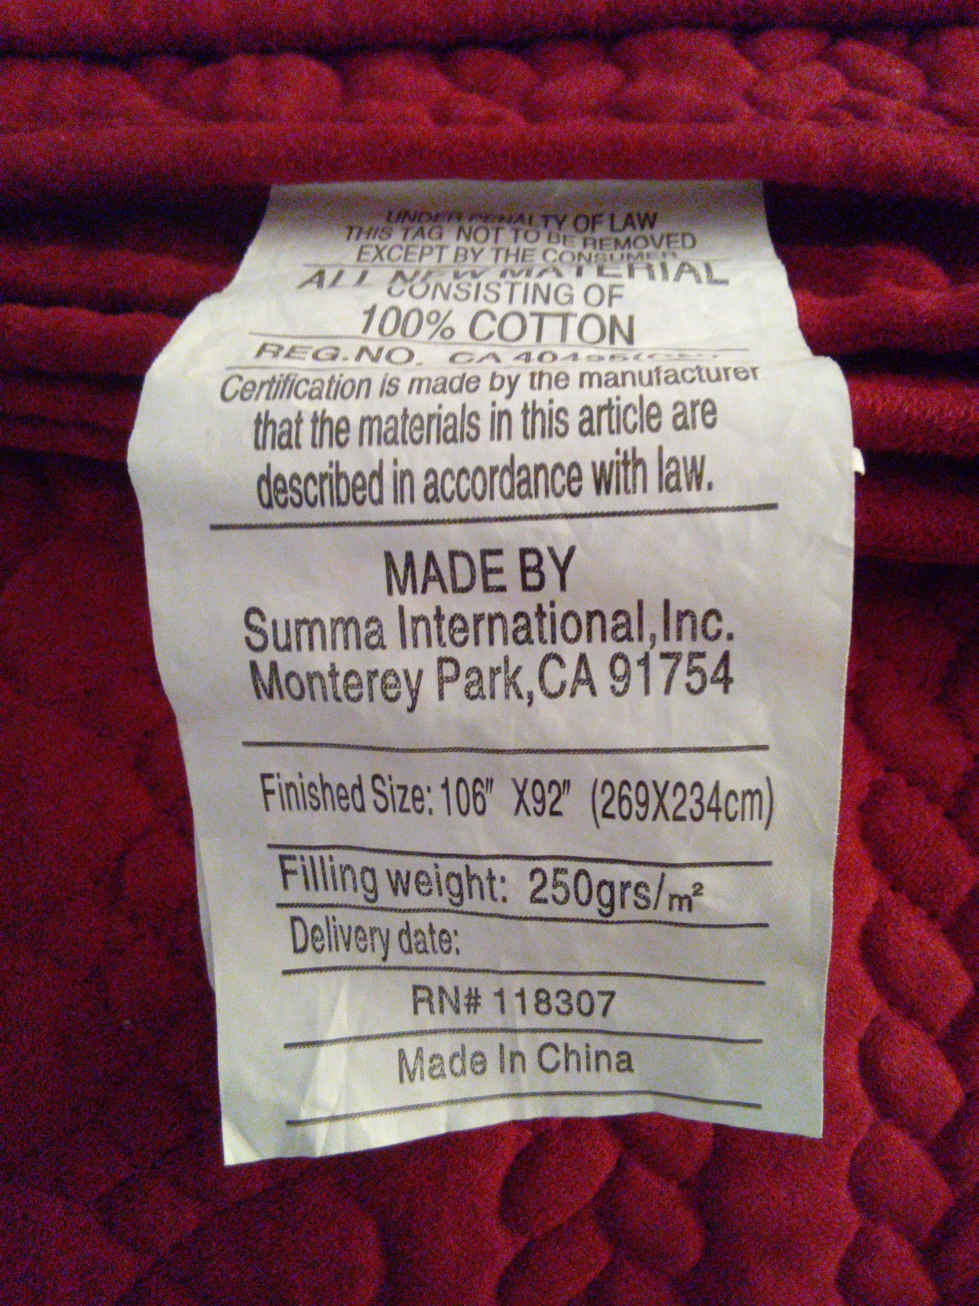 UNDER PENALTY OF LAW
THIS TAG NOT TO BE REMOVED
EXCEPT BY THE CONSUMER
ALL NEW MATERIAL
CONSISTING OF
100% COTTON
REG.NO. CA
Certification is made by the manufacturer
that the materials in this article are
described in accordance with law.
MADE BY
Summa International,Inc.
Monterey Park,CA 91754
Finished Size: 106" X92" (269X234cm)
Filling weight: 250grs/m²
Delivery date:
RN# 118307
Made In China